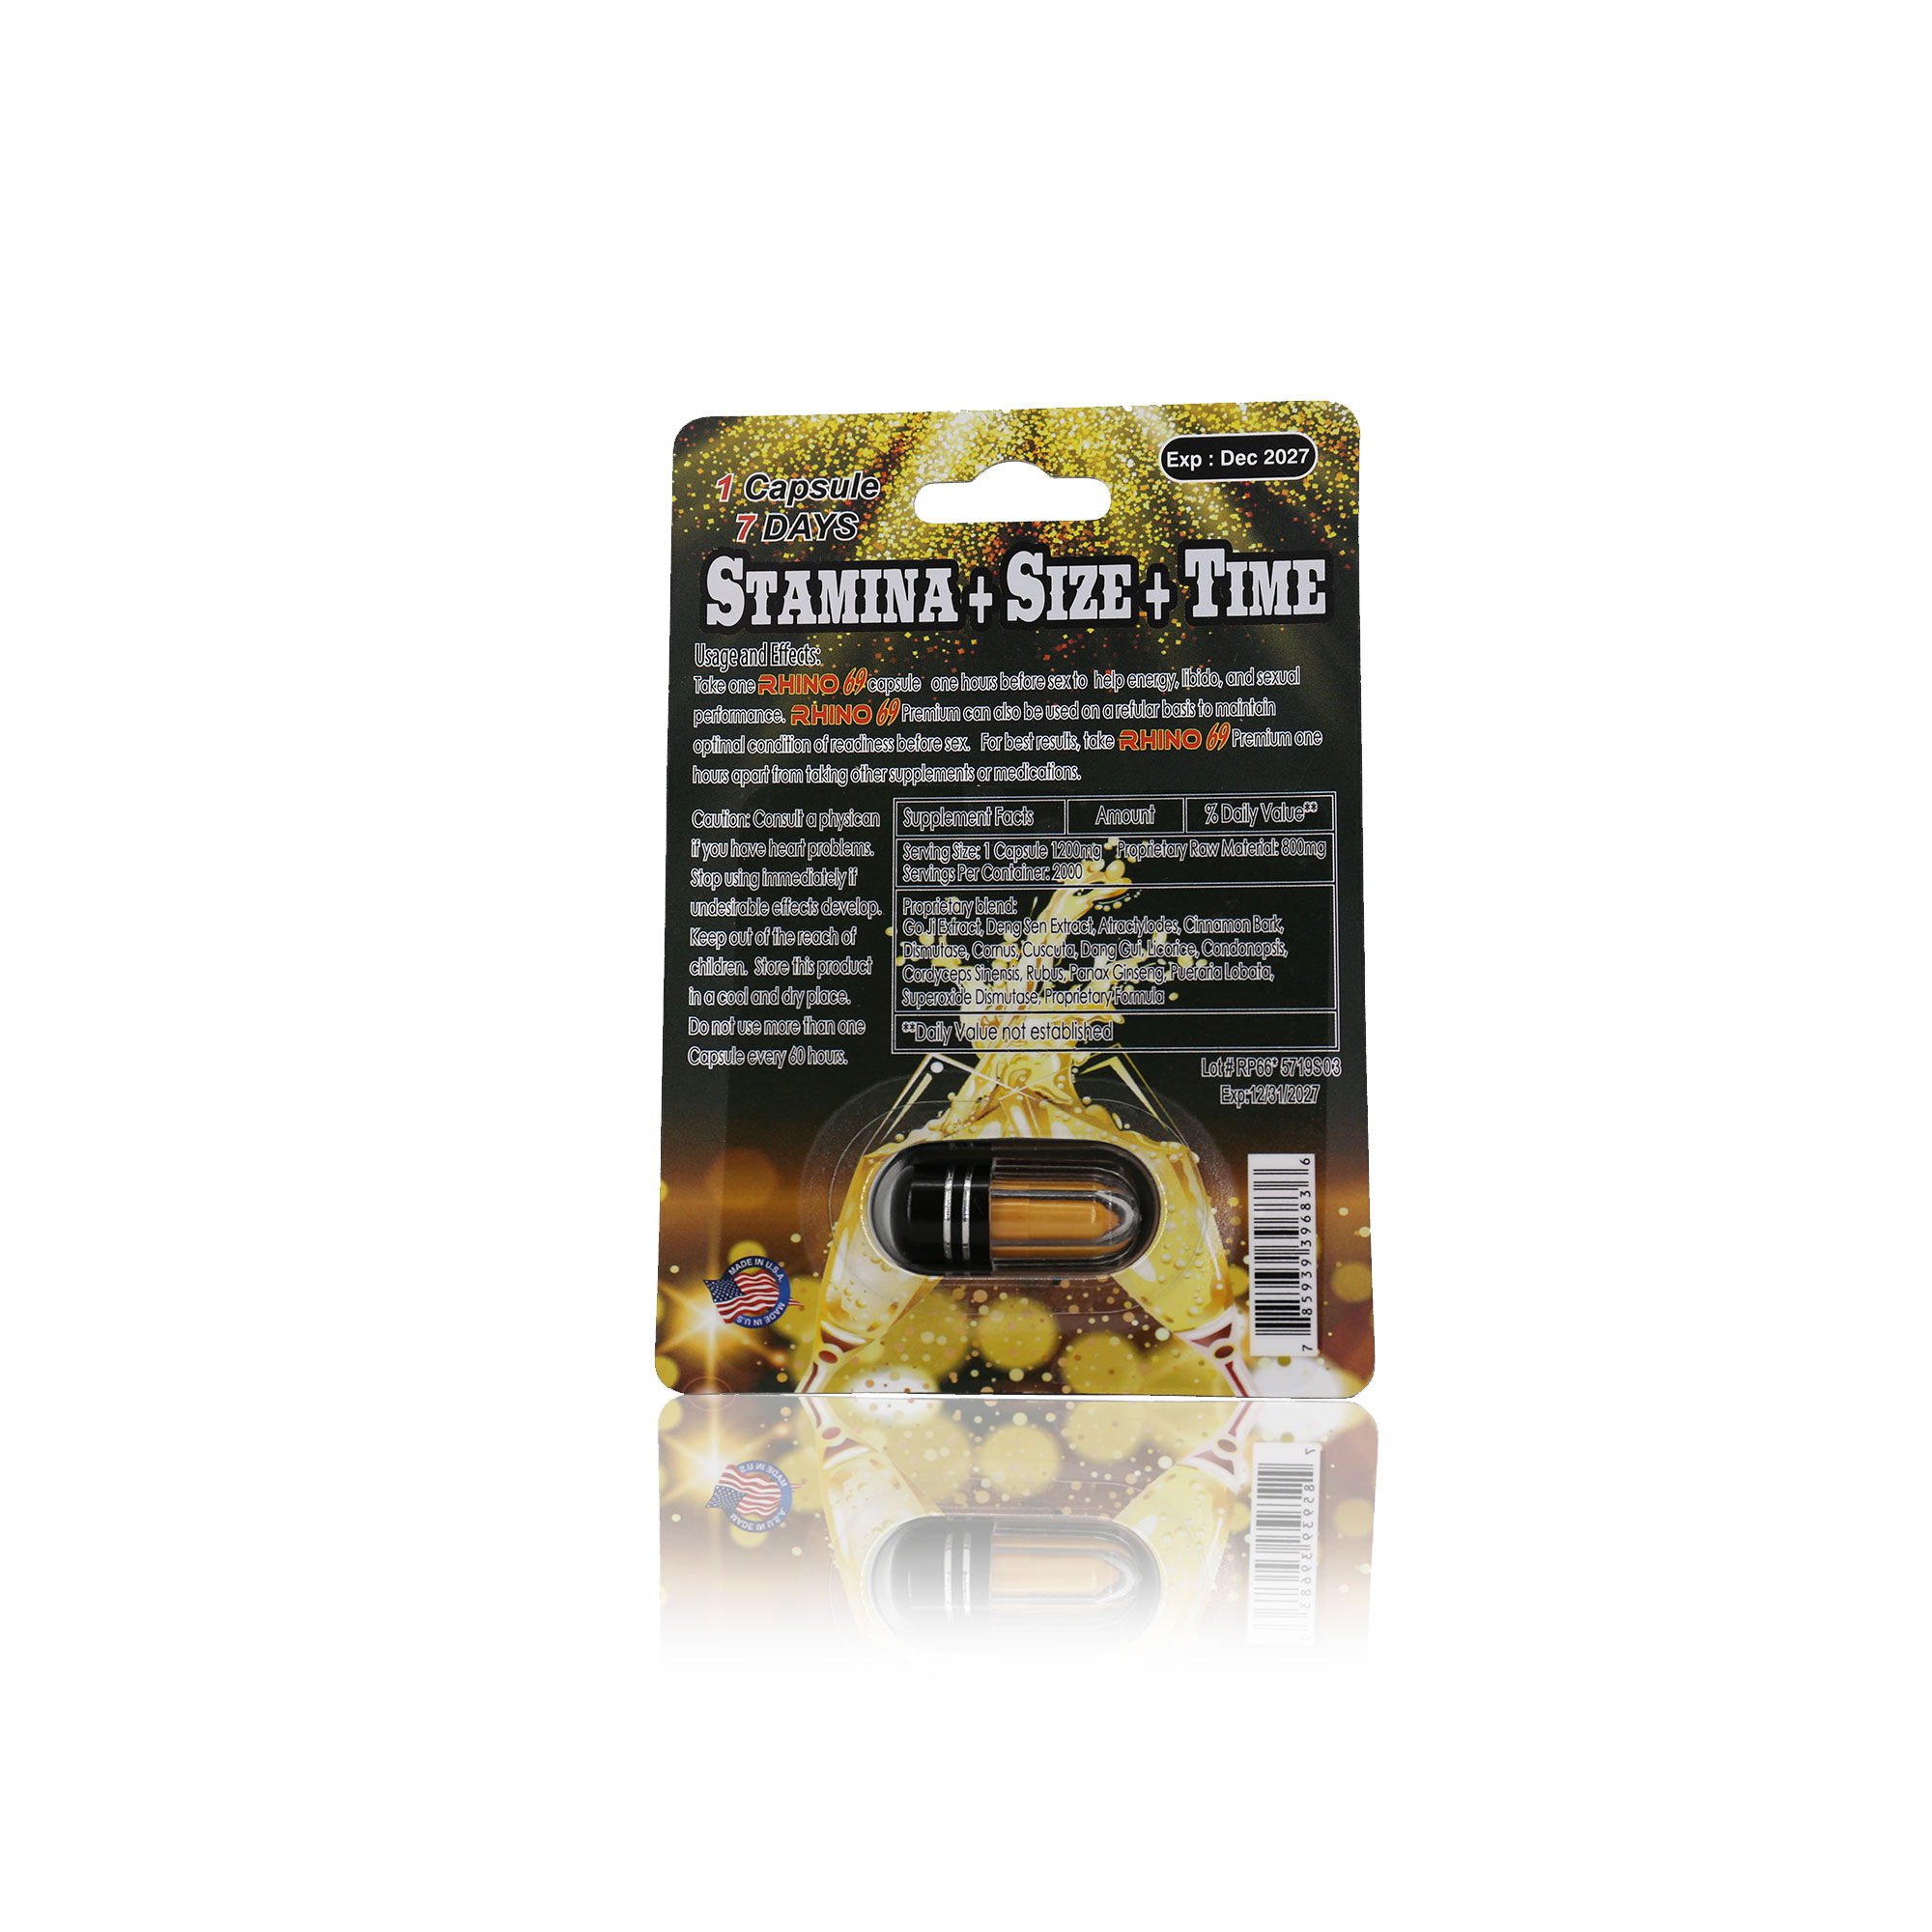 Exp : Dec 2027
1 Capsule
7 DAYS
STAMINA + SIZE + TIME
Usage and Effects:
Take one RHINO 69 capsule one hours before sex to help energy, libido, and sexual
performance. RHINO 69 Premium can also be used on a refular basis to maintain
optimal condition of readiness before sex. For best results, take RHINO 69 Premium one
hours apart from taking other supplements or medications.
Caution: Consult a physican
if you have heart problems.
Stop using immediately if
undesirable effects develop.
Keep out of the reach of
children. Store this product
in a cool and dry place.
Do not use more than one
Capsule every 60 hours.
Supplement Facts Amount % Daily Value**
Serving Size: 1 Capsule 1200mg Proprietary Raw Material: 800mg
Servings Per Container: 2000
Proprietary blend:
Go Ji Extract, Deng Sen Extract, Atractylodes, Cinnamon Bark,
Dismutase, Cornus, Cuscuta, Dang Gui, Licorice, Condonopsis,
Cordyceps Sinensis, Rubus, Panax Ginseng, Pueraria Lobata,
Superoxide Dismutase, Proprietary Formula
**Daily Value not established
Lot# RP66* 5719S03
Exp:12/31/2027
MADE IN U.S.A.
MADE IN U.S
7 85939 39683 6